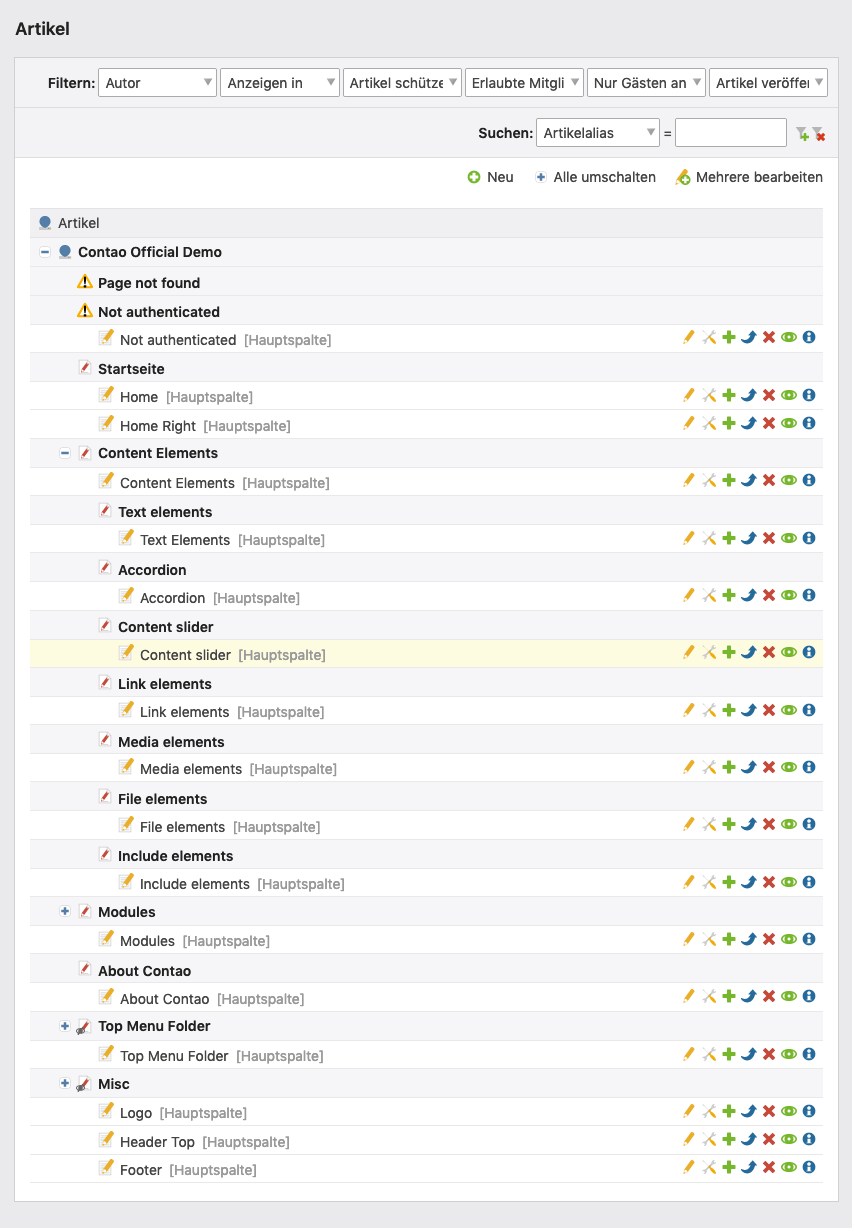 Artikel
Filtern: Autor Anzeigen in Artikel schütze Erlaubte Mitgli Nur Gästen an Artikel veröffer
Suchen: Artikelalias =
Neu Alle umschalten Mehrere bearbeiten
Artikel
Contao Official Demo
Page not found
Not authenticated
Not authenticated [Hauptspalte]
Startseite
Home [Hauptspalte]
Home Right [Hauptspalte]
Content Elements
Content Elements [Hauptspalte]
Text elements
Text Elements [Hauptspalte]
Accordion
Accordion [Hauptspalte]
Content slider
Content slider [Hauptspalte]
Link elements
Link elements [Hauptspalte]
Media elements
Media elements [Hauptspalte]
File elements
File elements [Hauptspalte]
Include elements
Include elements [Hauptspalte]
Modules
Modules [Hauptspalte]
About Contao
About Contao [Hauptspalte]
Top Menu Folder
Top Menu Folder [Hauptspalte]
Misc
Logo [Hauptspalte]
Header Top [Hauptspalte]
Footer [Hauptspalte]